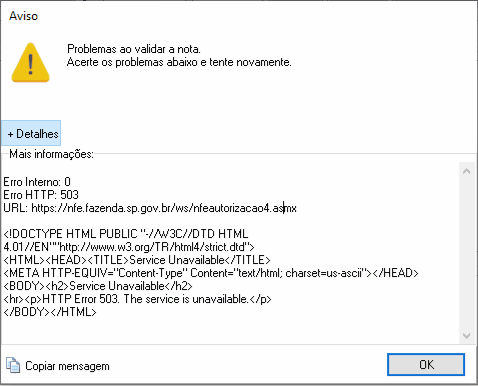 Aviso
Problemas ao validar a nota.
Acerte os problemas abaixo e tente novamente.
+ Detalhes
Mais informações:
Erro Interno: 0
Erro HTTP: 503
URL: https://nfe.fazenda.sp.gov.br/ws/nfeautorizacao4.asmx
<!DOCTYPE HTML PUBLIC "-//W3C//DTD HTML
4.01//EN""http://www.w3.org/TR/html4/strict.dtd">
<HTML><HEAD><TITLE>Service Unavailable</TITLE>
<META HTTP-EQUIV="Content-Type" Content="text/html; charset=us-ascii"></HEAD>
<BODY><h2>Service Unavailable</h2>
<hr><p>HTTP Error 503. The service is unavailable.</p>
</BODY></HTML>
Copiar mensagem
OK